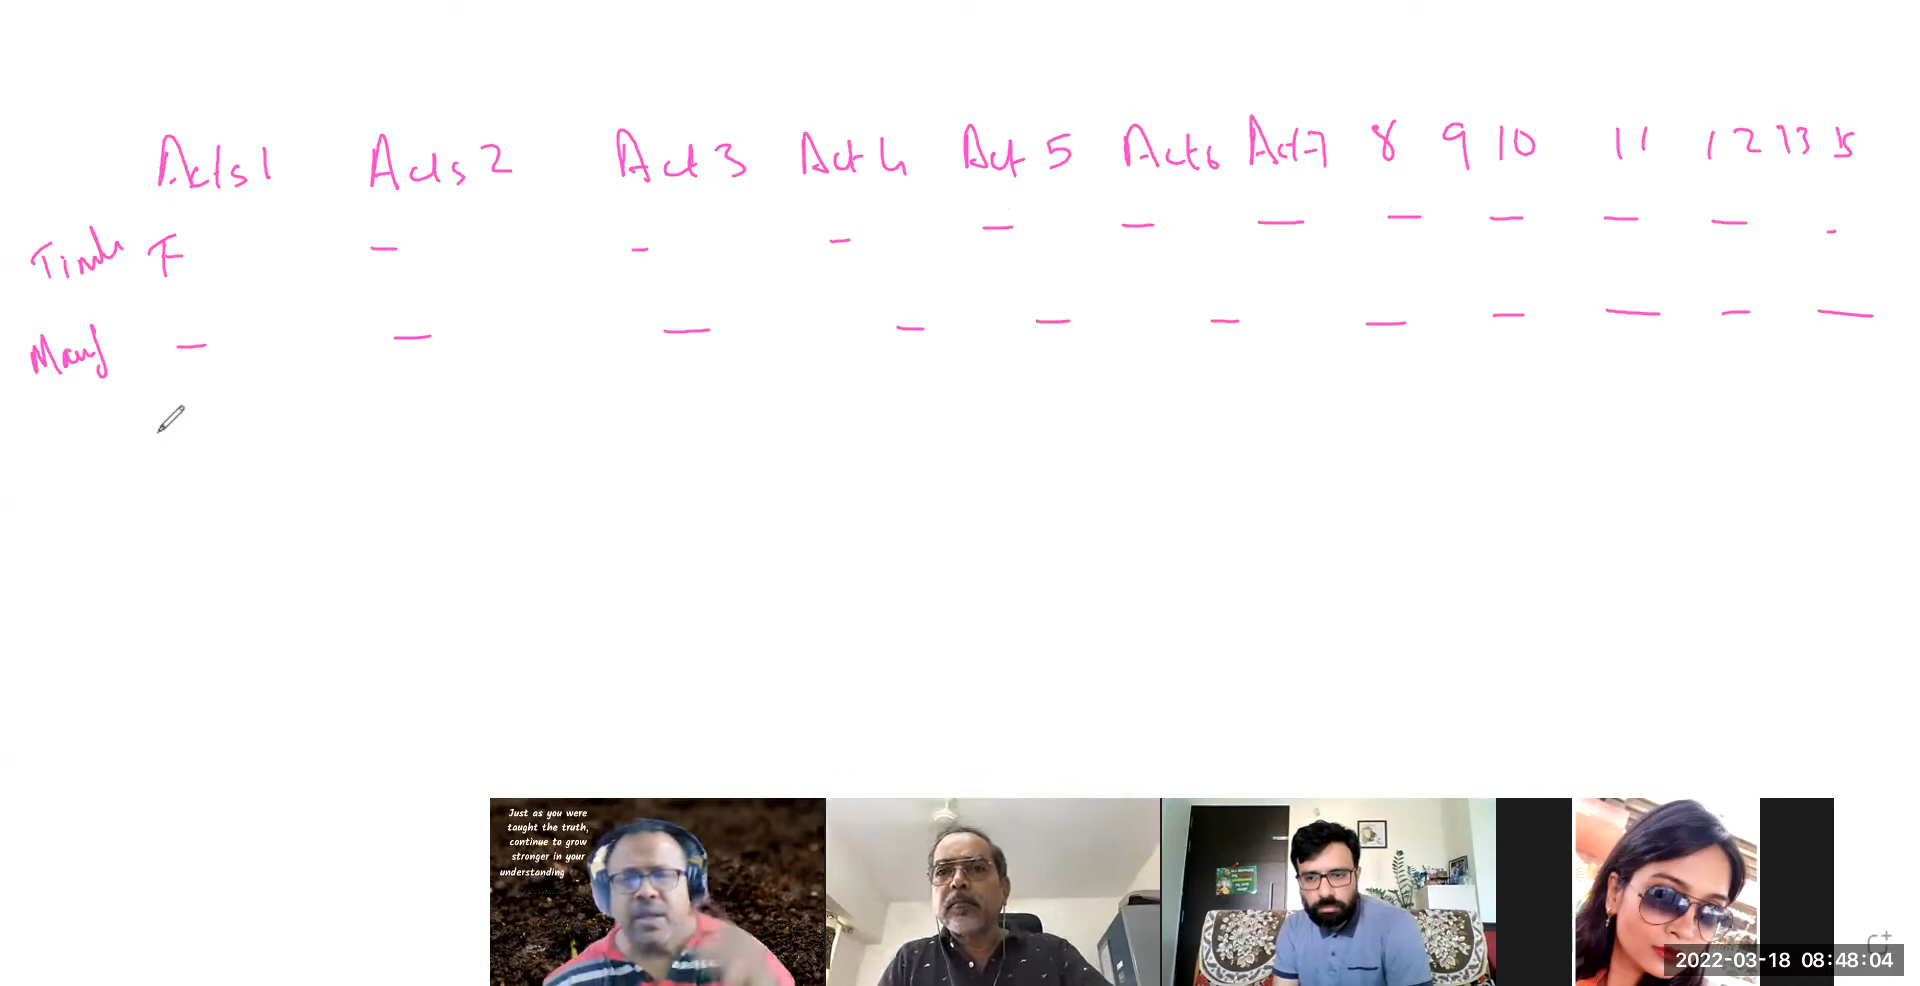 Acts 1 Acts 2 Act 3 Act 4 Act 5 Act 6 Act 7 8 9 10 11 12 13 15
F - - - - - - - - - - -
- - - - - - - - - - -
Just as you were
taught the truth,
continue to grow
stronger in your
understanding
2022-03-18 08:48:04